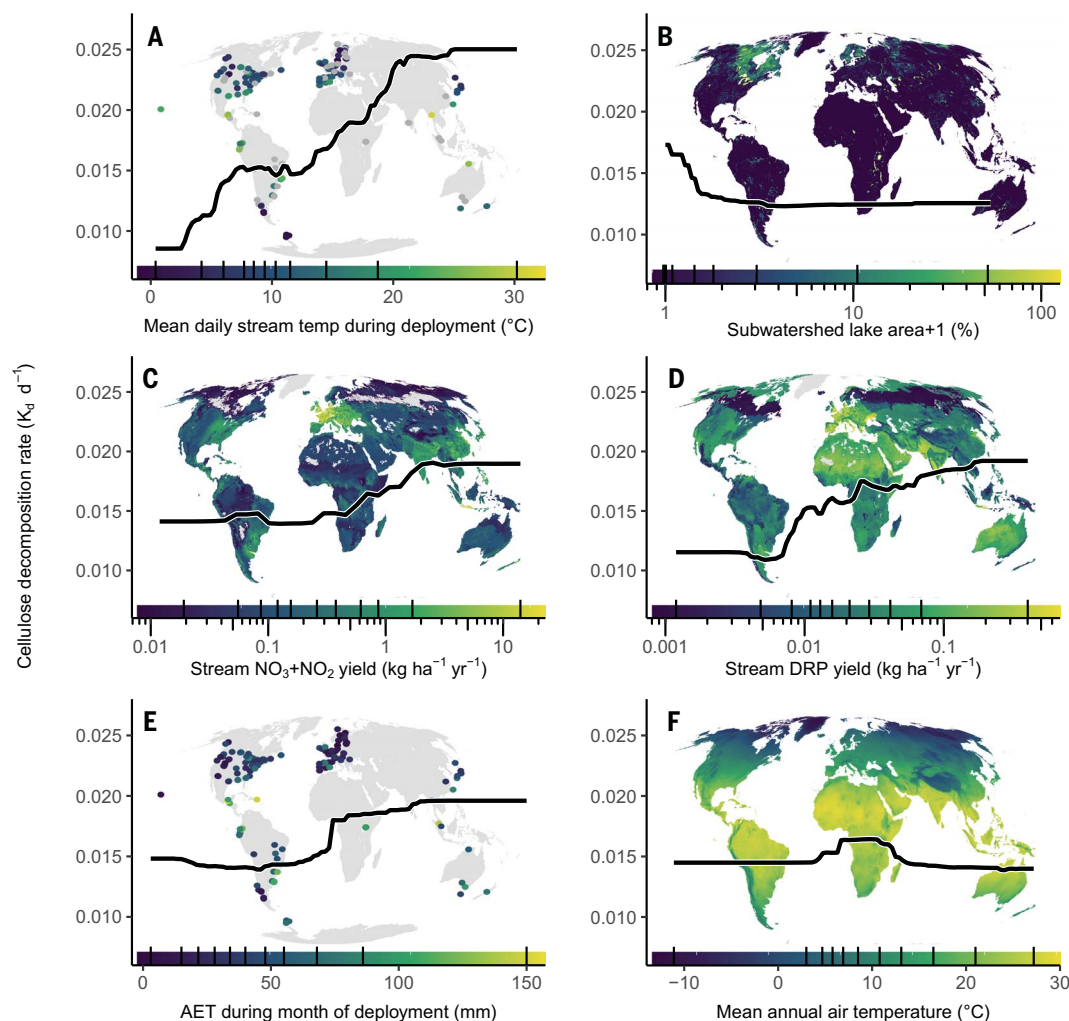 A
B
0.025
0.020
0.015
0.010
0.025
0.020
0.015
0.010
0 10 20 30
1 10 100
Mean daily stream temp during deployment (°C)
Subwatershed lake area+1 (%)
C
D
0.025
0.020
0.015
0.010
0.025
0.020
0.015
0.010
Cellulose decomposition rate (K_d d⁻¹)
0.01 0.1 1 10
0.001 0.01 0.1
Stream NO₃+NO₂ yield (kg ha⁻¹ yr⁻¹)
Stream DRP yield (kg ha⁻¹ yr⁻¹)
E
F
0.025
0.020
0.015
0.010
0.025
0.020
0.015
0.010
0 50 100 150
−10 0 10 20 30
AET during month of deployment (mm)
Mean annual air temperature (°C)